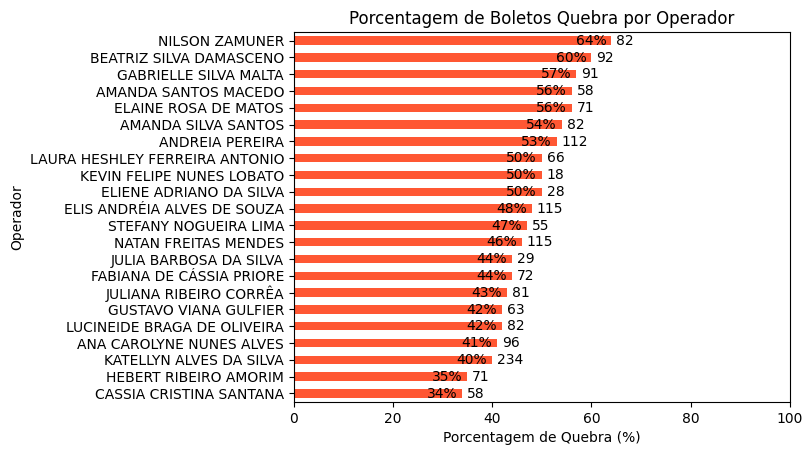 Porcentagem de Boletos Quebra por Operador
NILSON ZAMUNER 64% 82
BEATRIZ SILVA DAMASCENO 60% 92
GABRIELLE SILVA MALTA 57% 91
AMANDA SANTOS MACEDO 56% 58
ELAINE ROSA DE MATOS 56% 71
AMANDA SILVA SANTOS 54% 82
ANDREIA PEREIRA 53% 112
LAURA HESHLEY FERREIRA ANTONIO 50% 66
KEVIN FELIPE NUNES LOBATO 50% 18
ELIENE ADRIANO DA SILVA 50% 28
ELIS ANDRÉIA ALVES DE SOUZA 48% 115
STEFANY NOGUEIRA LIMA 47% 55
NATAN FREITAS MENDES 46% 115
JULIA BARBOSA DA SILVA 44% 29
FABIANA DE CÁSSIA PRIORE 44% 72
JULIANA RIBEIRO CORRÊA 43% 81
GUSTAVO VIANA GULFIER 42% 63
LUCINEIDE BRAGA DE OLIVEIRA 42% 82
ANA CAROLYNE NUNES ALVES 41% 96
KATELLYN ALVES DA SILVA 40% 234
HEBERT RIBEIRO AMORIM 35% 71
CASSIA CRISTINA SANTANA 34% 58
Operador
0 20 40 60 80 100
Porcentagem de Quebra (%)